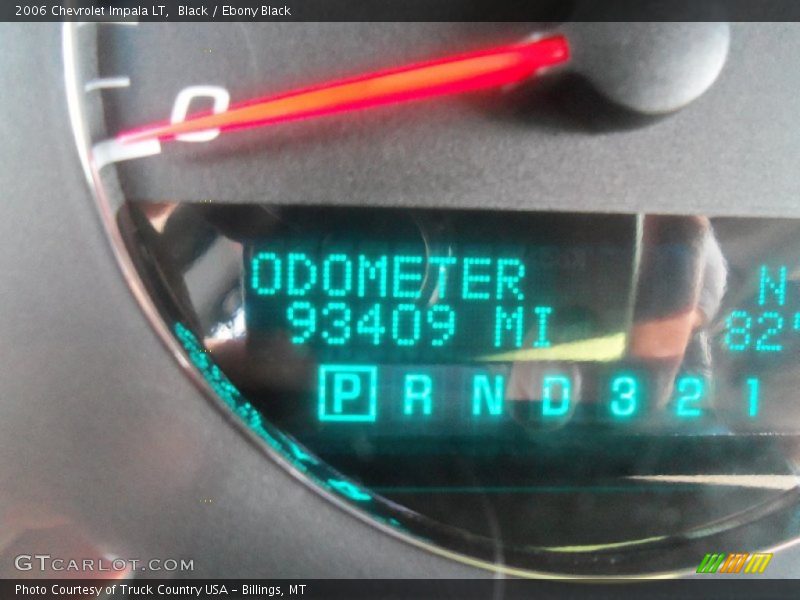 2006 Chevrolet Impala LT,  Black / Ebony Black
0
ODOMETER
N
93409 MI
82°
P R N D 3 2 1
GTCARLOT.COM
Photo Courtesy of Truck Country USA - Billings, MT